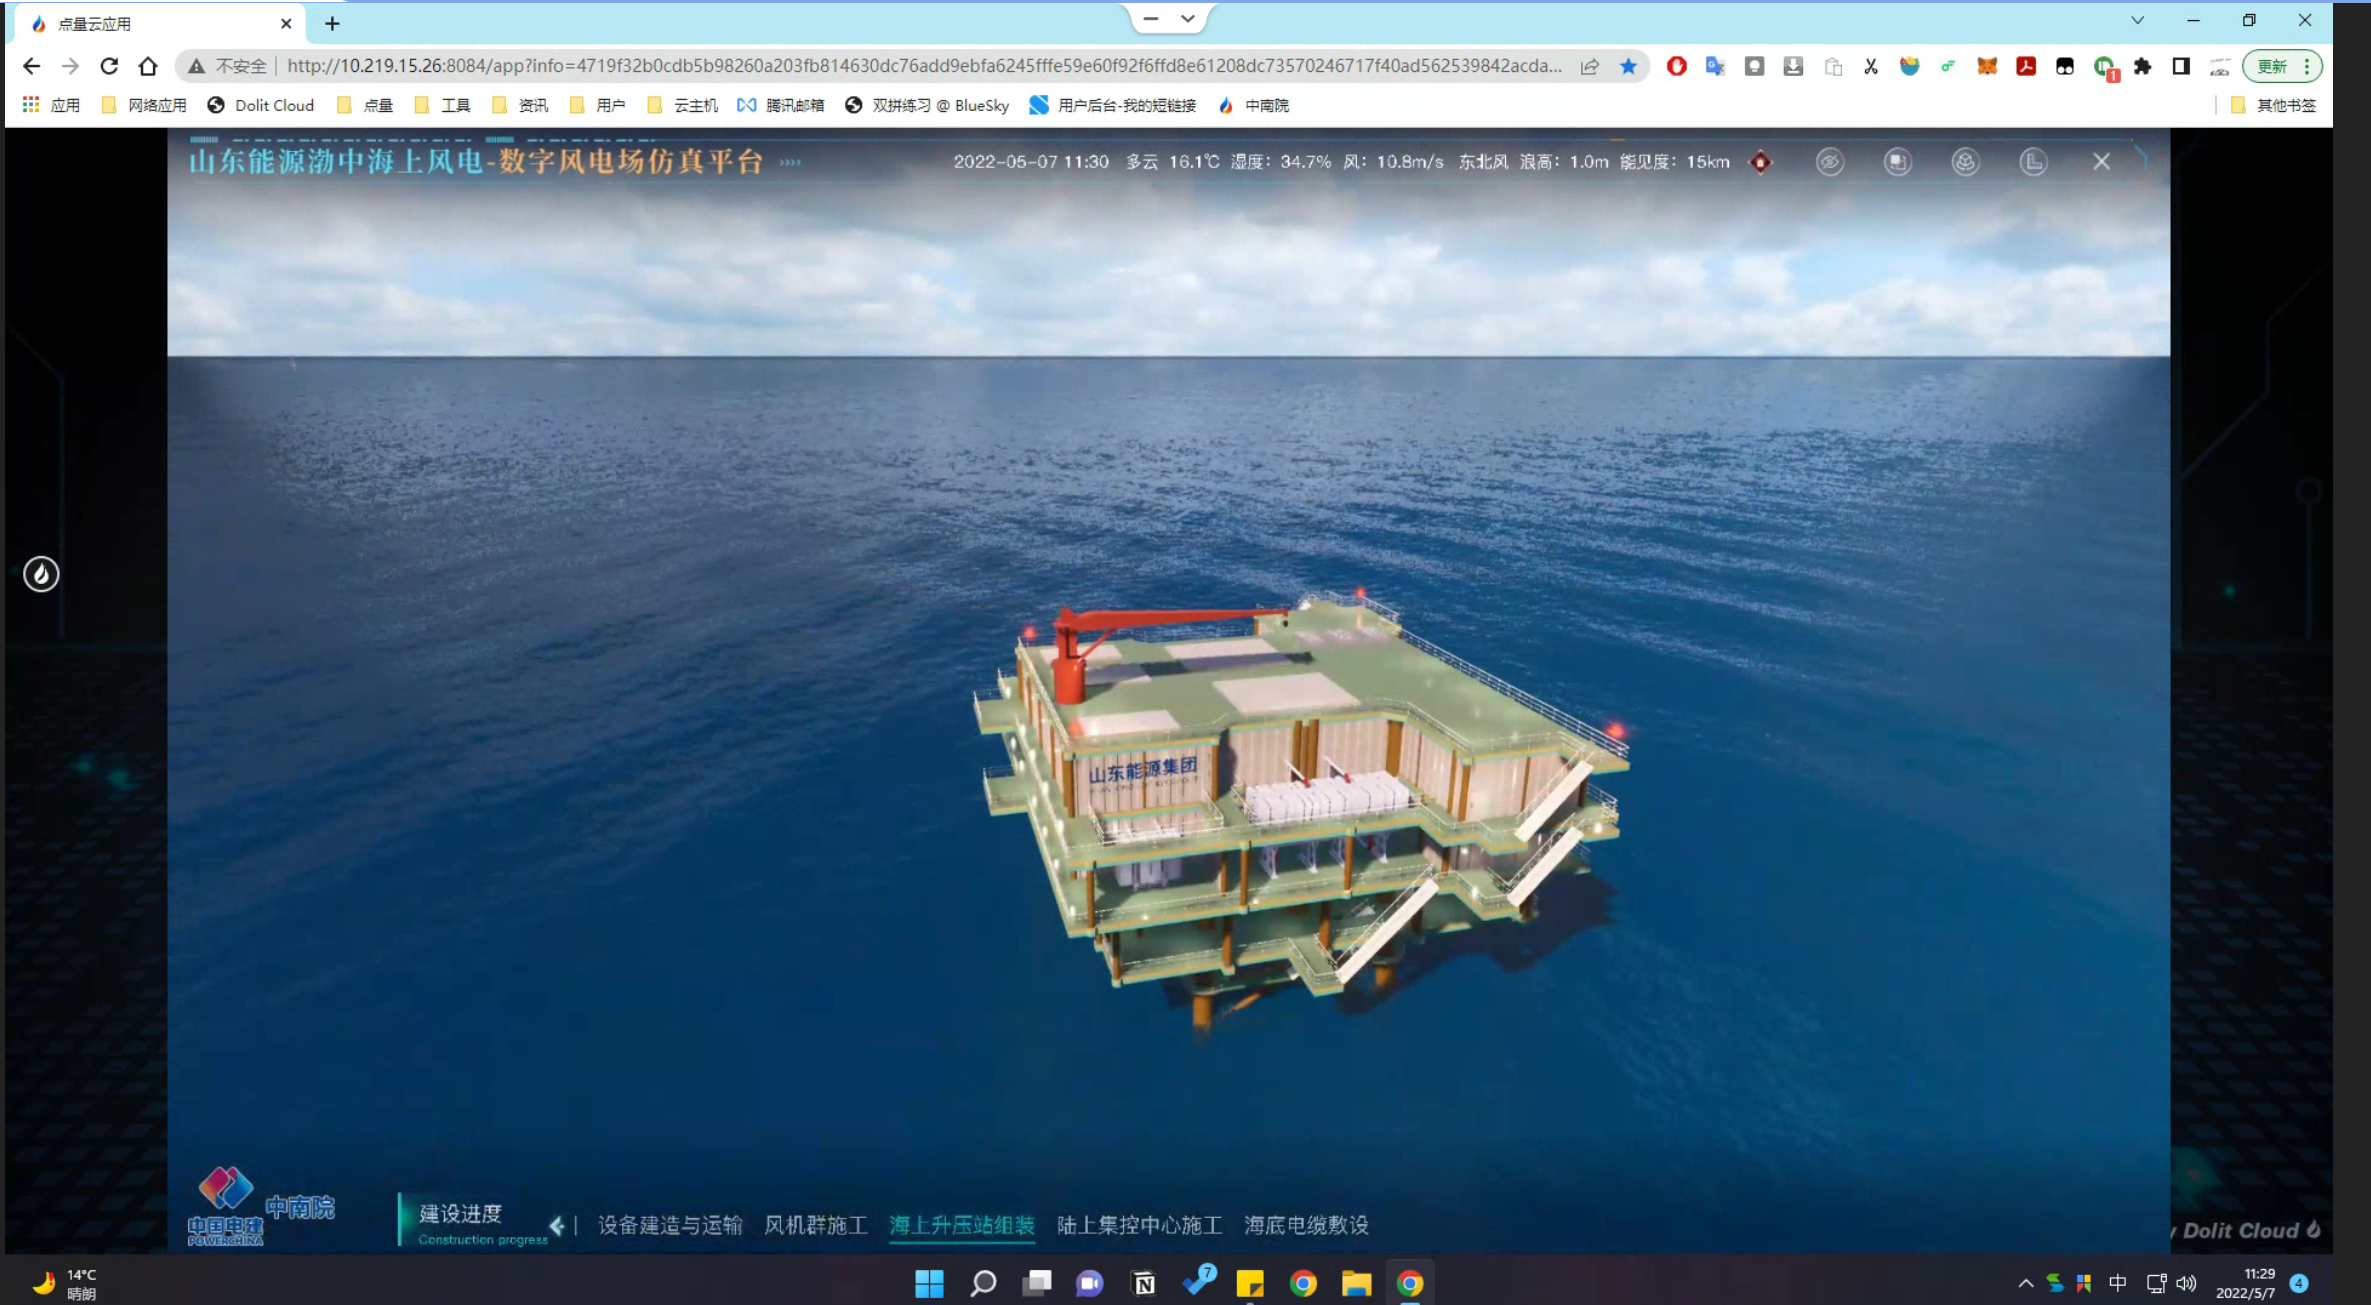 点量云应用
不安全 http://10.219.15.26:8084/app?info=4719f32b0cdb5b98260a203fb814630dc76add9ebfa6245fffe59e60f92f6ffd8e61208dc73570246717f40ad562539842acda... 1 更新
应用 网络应用 Dolit Cloud 点量 工具 资讯 用户 云主机 腾讯邮箱 双拼练习 @ BlueSky 用户后台-我的短链接 中南院 其他书签
山东能源渤中海上风电-数字风电场仿真平台 2022-05-07 11:30 多云 16.1℃ 湿度：34.7% 风：10.8m/s 东北风 浪高：1.0m 能见度：15km
山东能源集团
中国电建 中南院
POWERCHINA
建设进度
Construction progress
设备建造与运输 风机群施工 海上升压站组装 陆上集控中心施工 海底电缆敷设
Dolit Cloud
14°C
晴朗
7
中
11:29
2022/5/7
4